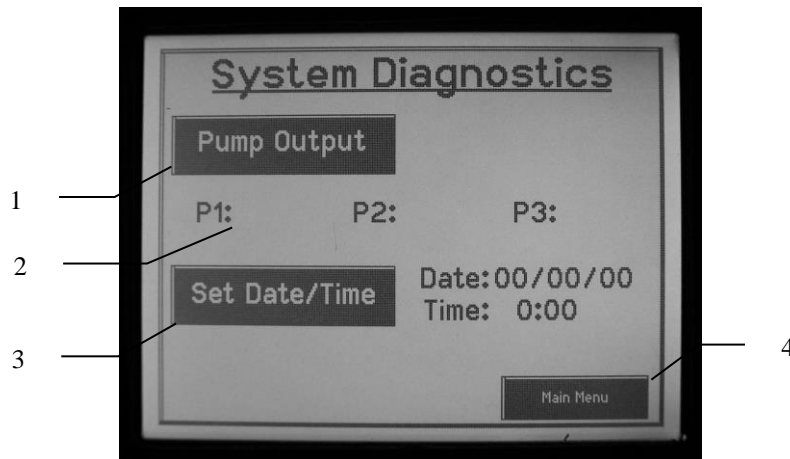 System Diagnostics
Pump Output
1
P1: P2: P3:
2
Set Date/Time
Date:00/00/00
Time: 0:00
3
4
Main Menu